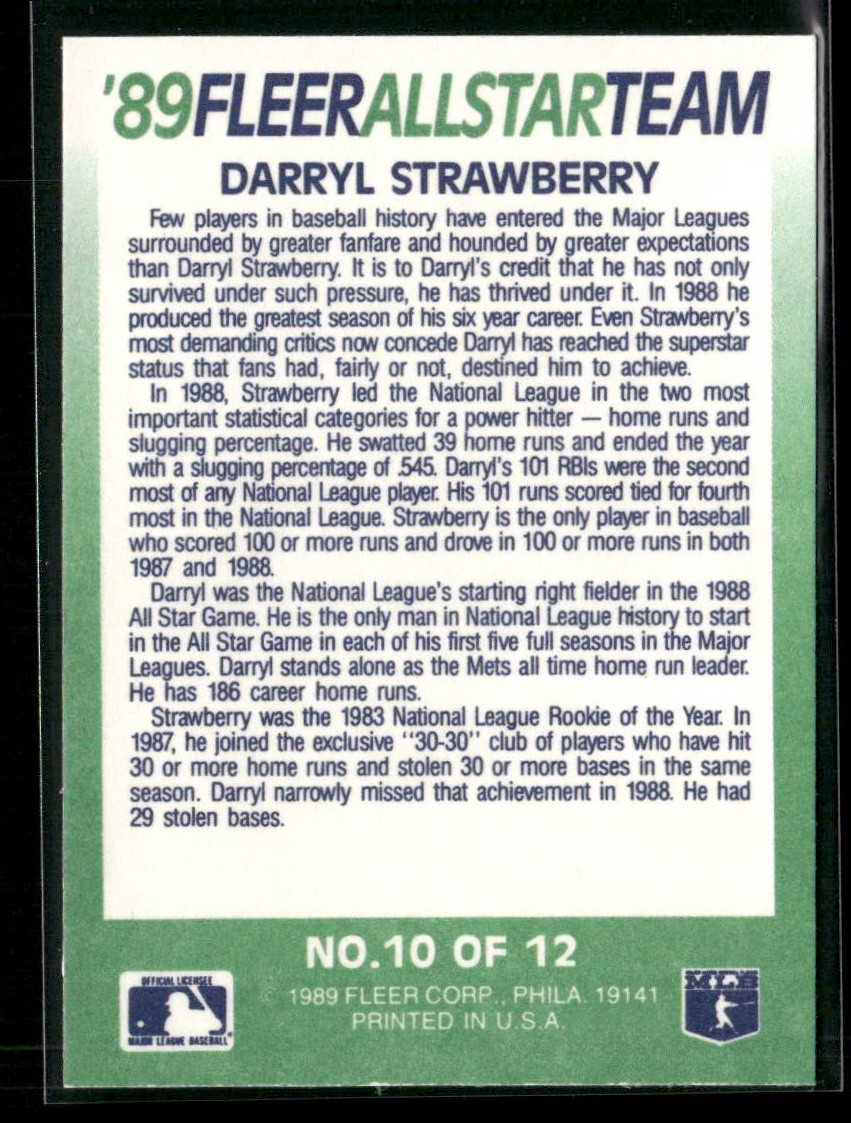 '89FLEERALLSTARTEAM
DARRYL STRAWBERRY
Few players in baseball history have entered the Major Leagues
surrounded by greater fanfare and hounded by greater expectations
than Darryl Strawberry. It is to Darryl's credit that he has not only
survived under such pressure, he has thrived under it. In 1988 he
produced the greatest season of his six year career. Even Strawberry's
most demanding critics now concede Darryl has reached the superstar
status that fans had, fairly or not, destined him to achieve.
In 1988, Strawberry led the National League in the two most
important statistical categories for a power hitter — home runs and
slugging percentage. He swatted 39 home runs and ended the year
with a slugging percentage of .545. Darryl's 101 RBIs were the second
most of any National League player. His 101 runs scored tied for fourth
most in the National League. Strawberry is the only player in baseball
who scored 100 or more runs and drove in 100 or more runs in both
1987 and 1988.
Darryl was the National League's starting right fielder in the 1988
All Star Game. He is the only man in National League history to start
in the All Star Game in each of his first five full seasons in the Major
Leagues. Darryl stands alone as the Mets all time home run leader.
He has 186 career home runs.
Strawberry was the 1983 National League Rookie of the Year. In
1987, he joined the exclusive "30-30" club of players who have hit
30 or more home runs and stolen 30 or more bases in the same
season. Darryl narrowly missed that achievement in 1988. He had
29 stolen bases.
NO.10 OF 12
OFFICIAL LICENSEE
MAJOR LEAGUE BASEBALL
© 1989 FLEER CORP., PHILA. 19141
PRINTED IN U.S.A.
MLB